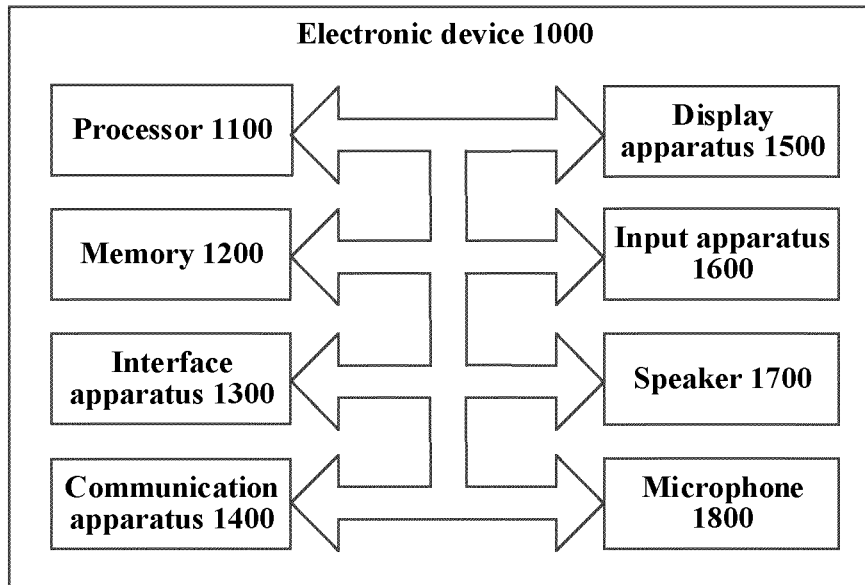 Electronic device 1000
Processor 1100
Display
apparatus 1500
Memory 1200
Input apparatus
1600
Interface
apparatus 1300
Speaker 1700
Communication
apparatus 1400
Microphone
1800